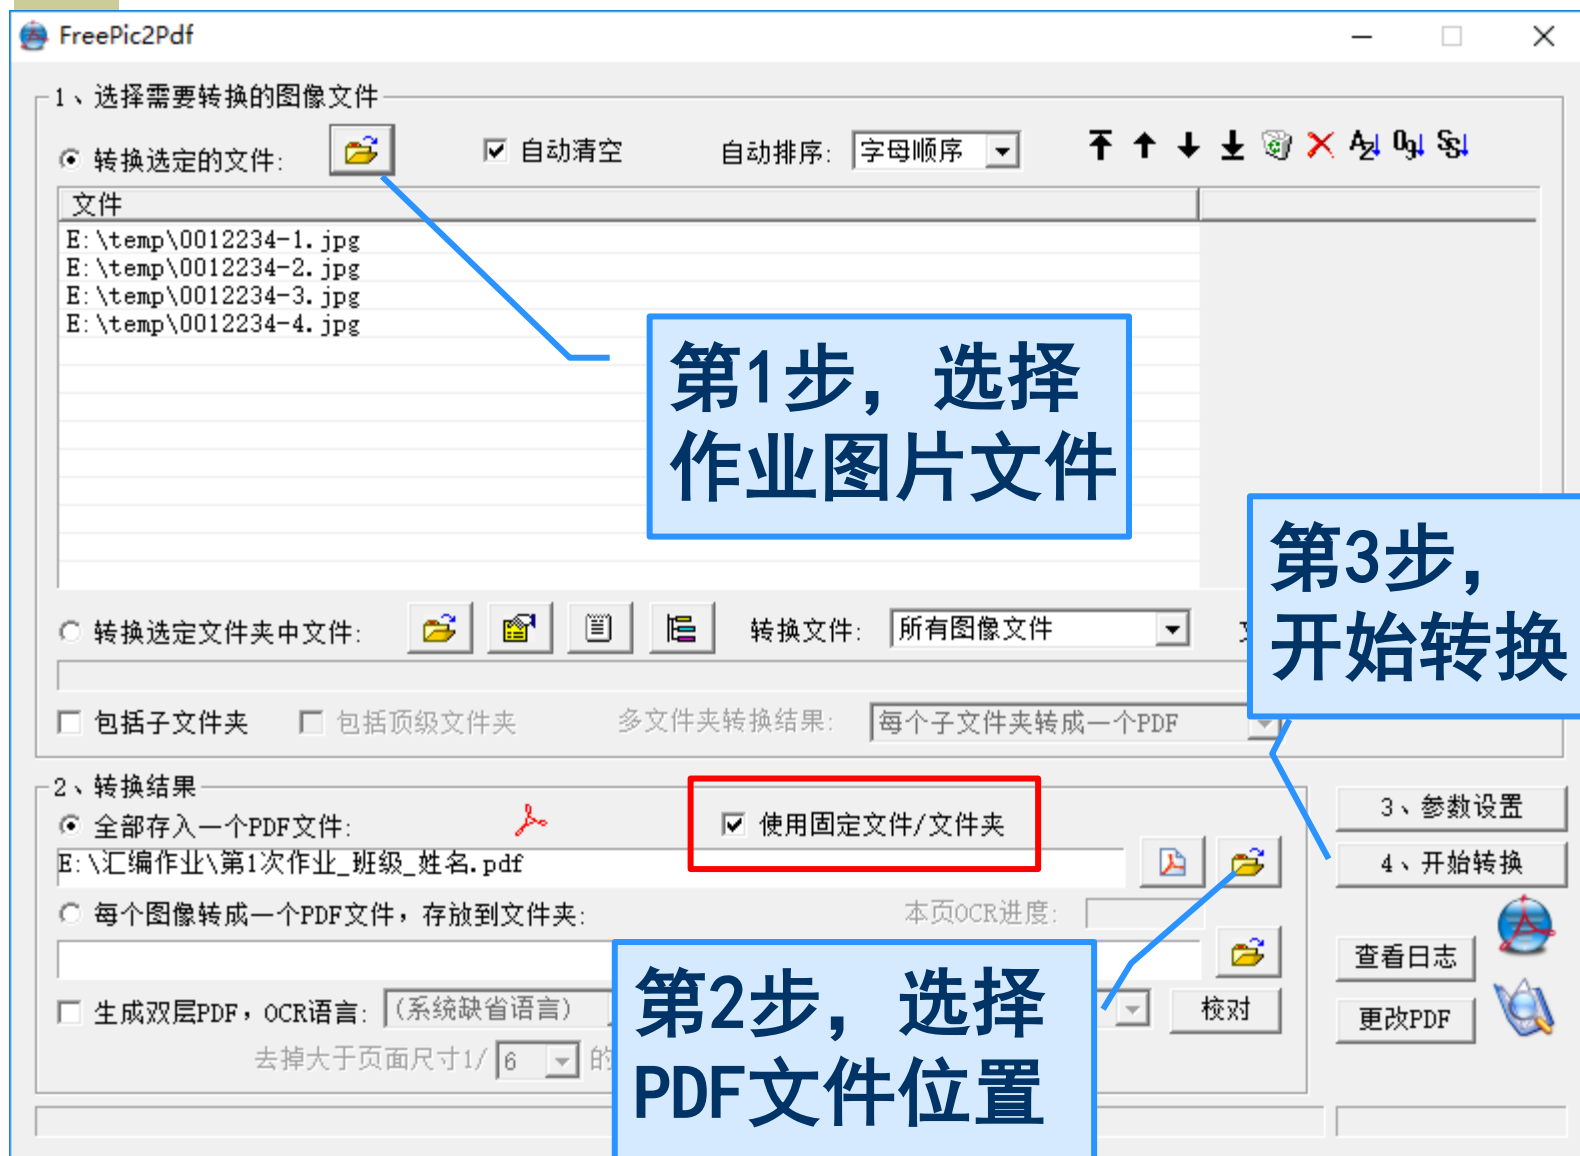 FreePic2Pdf
1、选择需要转换的图像文件
转换选定的文件:
自动清空
自动排序: 字母顺序
文件
E:\temp\0012234-1.jpg
E:\temp\0012234-2.jpg
E:\temp\0012234-3.jpg
E:\temp\0012234-4.jpg
第1步，选择
作业图片文件
第3步，
开始转换
转换选定文件夹中文件:
转换文件: 所有图像文件
包括子文件夹
包括顶级文件夹
多文件夹转换结果: 每个子文件夹转成一个PDF
2、转换结果
全部存入一个PDF文件:
使用固定文件/文件夹
3、参数设置
E:\汇编作业\第1次作业_班级_姓名.pdf
4、开始转换
每个图像转成一个PDF文件，存放到文件夹:
本页OCR进度:
查看日志
生成双层PDF，OCR语言: (系统缺省语言)
校对
更改PDF
去掉大于页面尺寸1/ 6 的
第2步，选择
PDF文件位置